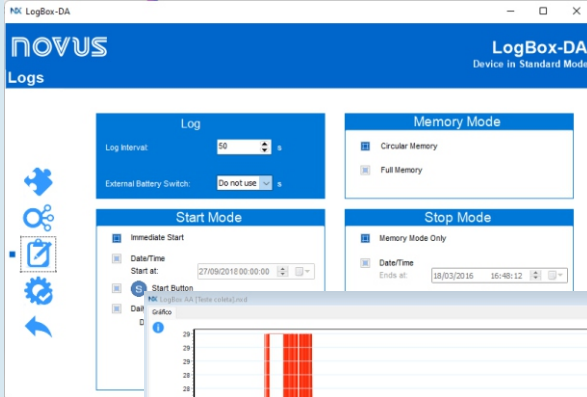 NX LogBox-DA
NOVUS
LogBox-DA
Device in Standard Mode
Logs
Log
Log Interval:
50
s
External Battery Switch:
Do not use
s
Memory Mode
Circular Memory
Full Memory
Start Mode
Immediate Start
Date/Time
Start at:
27/09/2018 00:00:00
S Start Button
Stop Mode
Memory Mode Only
Date/Time
Ends at:
18/03/2016 16:48:12
NX LogBox AA [Teste coleta].nxd
Gráfico
29
29
29
28
28